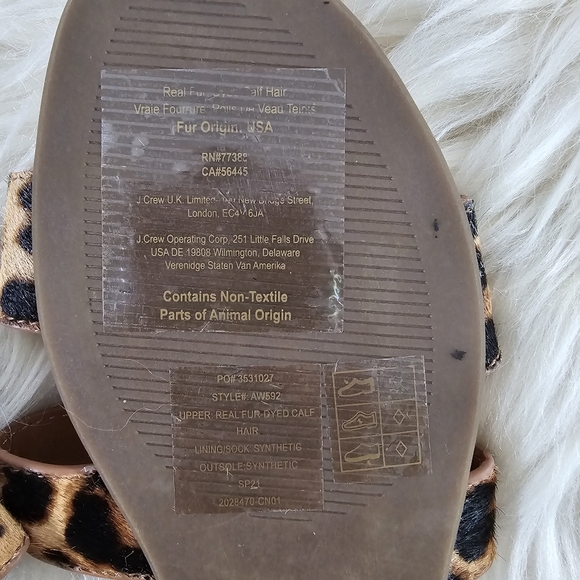 Real Fur-Dyed Calf Hair
Vraie Fourrure, Poils De Veau Teints
Fur Origin: USA
RN#77388
CA#56445
J.Crew U.K. Limited New Bridge Street,
London, EC4V 6JA
J.Crew Operating Corp, 251 Little Falls Drive
USA DE 19808 Wilmington, Delaware
Verenidge Staten Van Amerika
Contains Non-Textile
Parts of Animal Origin
PO# 3531027
STYLE#: AW592
UPPER: REAL FUR-DYED CALF
HAIR
LINING/SOCK: SYNTHETIC
OUTSOLE: SYNTHETIC
SP21
2028470-CN01